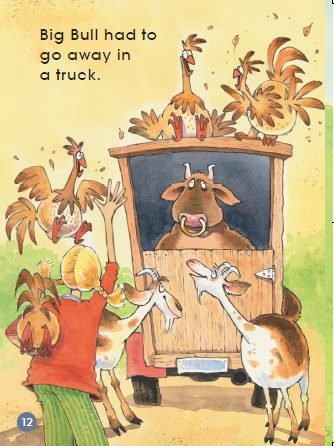 Big Bull had to
go away in
a truck.
12